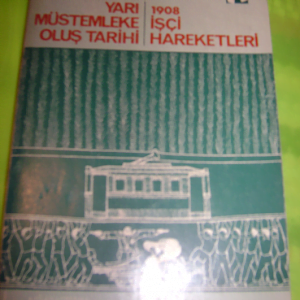 YARI
MÜSTEMLEKE
OLUŞ TARİHİ
1908
İŞÇİ
HAREKETLERİ